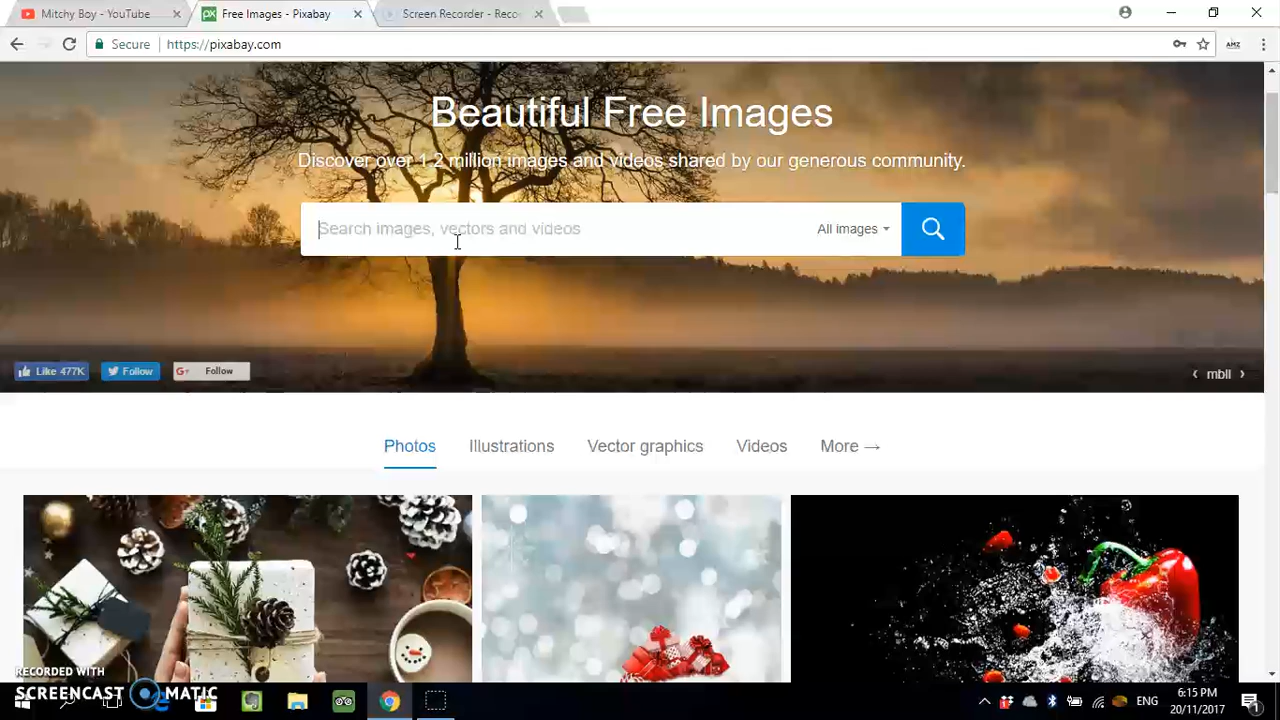 Mitchy Boy - YouTube
Free Images - Pixabay
Screen Recorder - Reco
Secure https://pixabay.com
AMZ
Beautiful Free Images
Discover over 1.2 million images and videos shared by our generous community.
Search images, vectors and videos
All images
Like 477K
Follow
G+ Follow
‹ mbll ›
Photos
Illustrations
Vector graphics
Videos
More →
RECORDED WITH
SCREENCAST MATIC
ENG
6:15 PM
20/11/2017
1